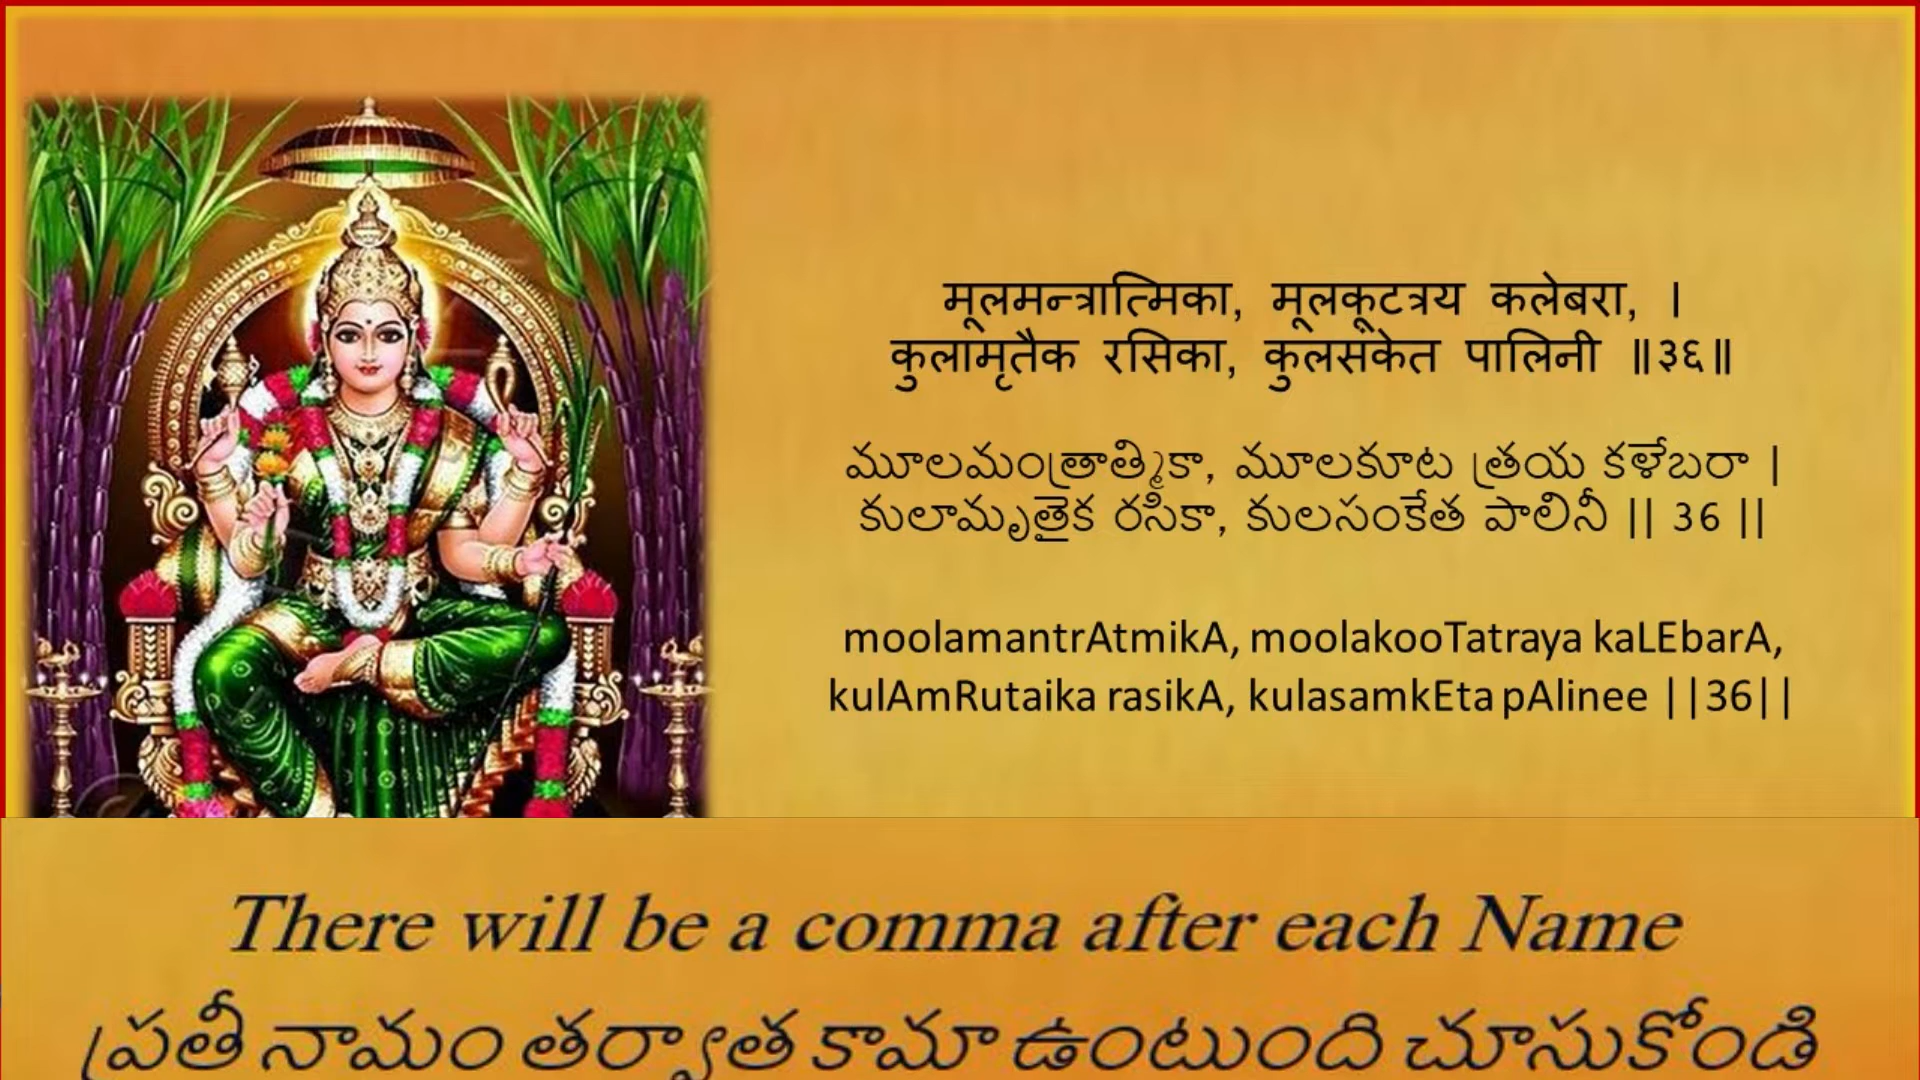 मूलमन्त्रात्मिका, मूलकूटत्रय कलेबरा, ।
कुलामृतैक रसिका, कुलसंकेत पालिनी ॥३६॥
మూలమంత్రాత్మికా, మూలకూట త్రయ కళేబరా |
కులామృతైక రసికా, కులసంకేత పాలినీ || 36 ||
moolamantrAtmikA, moolakooTatraya kaLEbarA,
kulAmRutaika rasikA, kulasamkEta pAlinee ||36||
There will be a comma after each Name
ప్రతీ నామం తర్వాత కామా ఉంటుంది చూసుకోండి